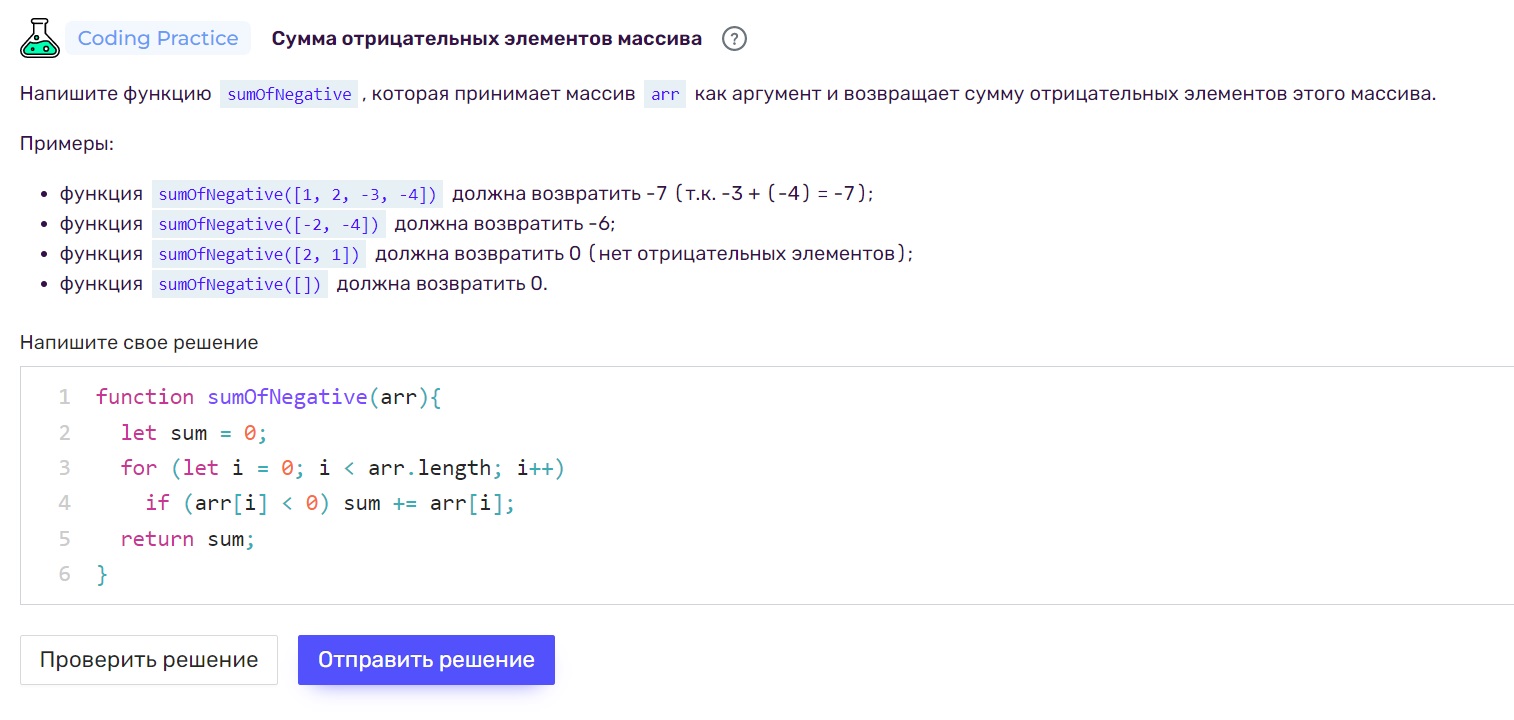 Coding Practice Сумма отрицательных элементов массива ?
Напишите функцию sumOfNegative , которая принимает массив arr как аргумент и возвращает сумму отрицательных элементов этого массива.
Примеры:
• функция sumOfNegative([1, 2, -3, -4]) должна возвратить -7 (т.к. -3 + (-4) = -7);
• функция sumOfNegative([-2, -4]) должна возвратить -6;
• функция sumOfNegative([2, 1]) должна возвратить 0 (нет отрицательных элементов);
• функция sumOfNegative([]) должна возвратить 0.
Напишите свое решение
1 function sumOfNegative(arr){
2 let sum = 0;
3 for (let i = 0; i < arr.length; i++)
4 if (arr[i] < 0) sum += arr[i];
5 return sum;
6 }
Проверить решение Отправить решение